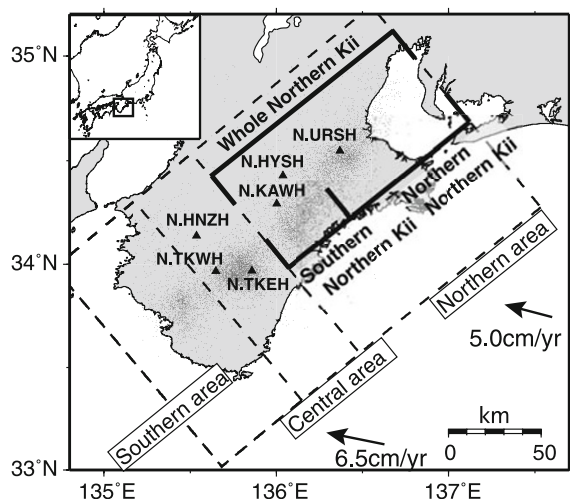 35˚N
34˚N
33˚N
135˚E
136˚E
137˚E
Whole Northern Kii
N.URSH
N.HYSH
N.KAWH
N.HNZH
N.TKWH
N.TKEH
Northern
Northern Kii
Southern
Northern Kii
Northern area
Central area
Southern area
5.0cm/yr
6.5cm/yr
km
0
50